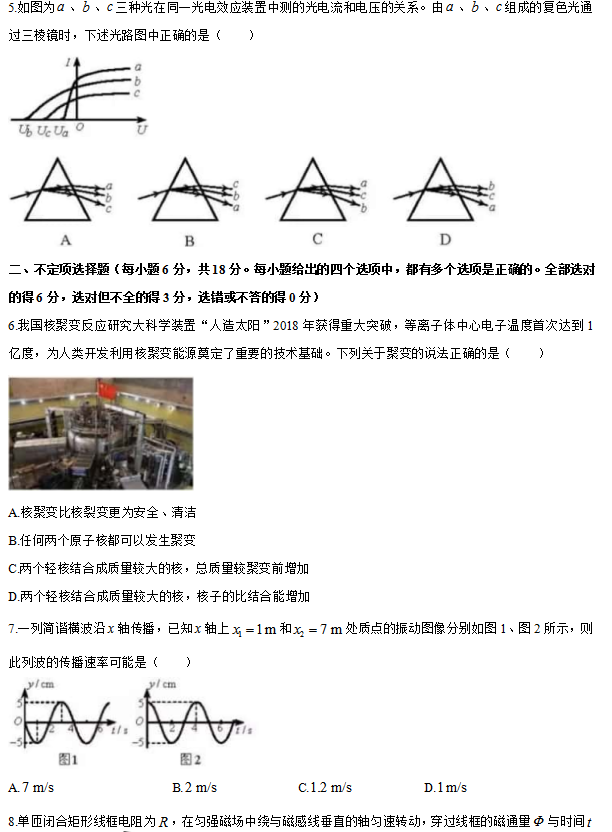 5.如图为a、b、c三种光在同一光电效应装置中测的光电流和电压的关系。由a、b、c组成的复色光通
过三棱镜时，下述光路图中正确的是（　　）
I
a
b
c
Ub Uc Ua O U
a
b
c
A
c
b
a
B
a
c
b
C
b
c
a
D
二、不定项选择题（每小题6分，共18分。每小题给出的四个选项中，都有多个选项是正确的。全部选对
的得6分，选对但不全的得3分，选错或不答的得0分）
6.我国核聚变反应研究大科学装置“人造太阳”2018年获得重大突破，等离子体中心电子温度首次达到1
亿度，为人类开发利用核聚变能源奠定了重要的技术基础。下列关于聚变的说法正确的是（　　）
A.核聚变比核裂变更为安全、清洁
B.任何两个原子核都可以发生聚变
C.两个轻核结合成质量较大的核，总质量较聚变前增加
D.两个轻核结合成质量较大的核，核子的比结合能增加
7.一列简谐横波沿x轴传播，已知x轴上x₁=1m和x₂=7m处质点的振动图像分别如图1、图2所示，则
此列波的传播速率可能是（　　）
y/cm
5
O
-5
2 4 6 t/s
图1
y/cm
5
O
-5
2 4 6 t/s
图2
A.7 m/s B.2 m/s C.1.2 m/s D.1 m/s
8.单匝闭合矩形线框电阻为R，在匀强磁场中绕与磁感线垂直的轴匀速转动，穿过线框的磁通量Φ与时间t